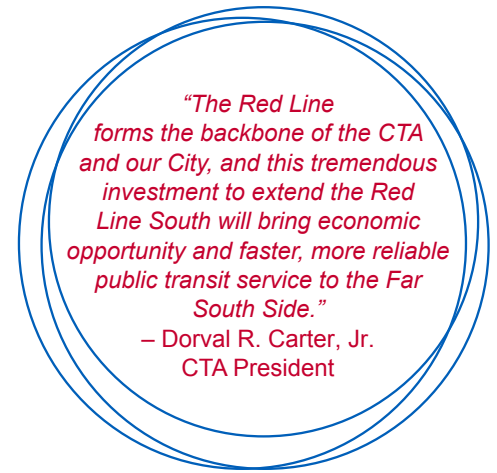 “The Red Line
forms the backbone of the CTA
and our City, and this tremendous
investment to extend the Red
Line South will bring economic
opportunity and faster, more reliable
public transit service to the Far
South Side.”
– Dorval R. Carter, Jr.
CTA President